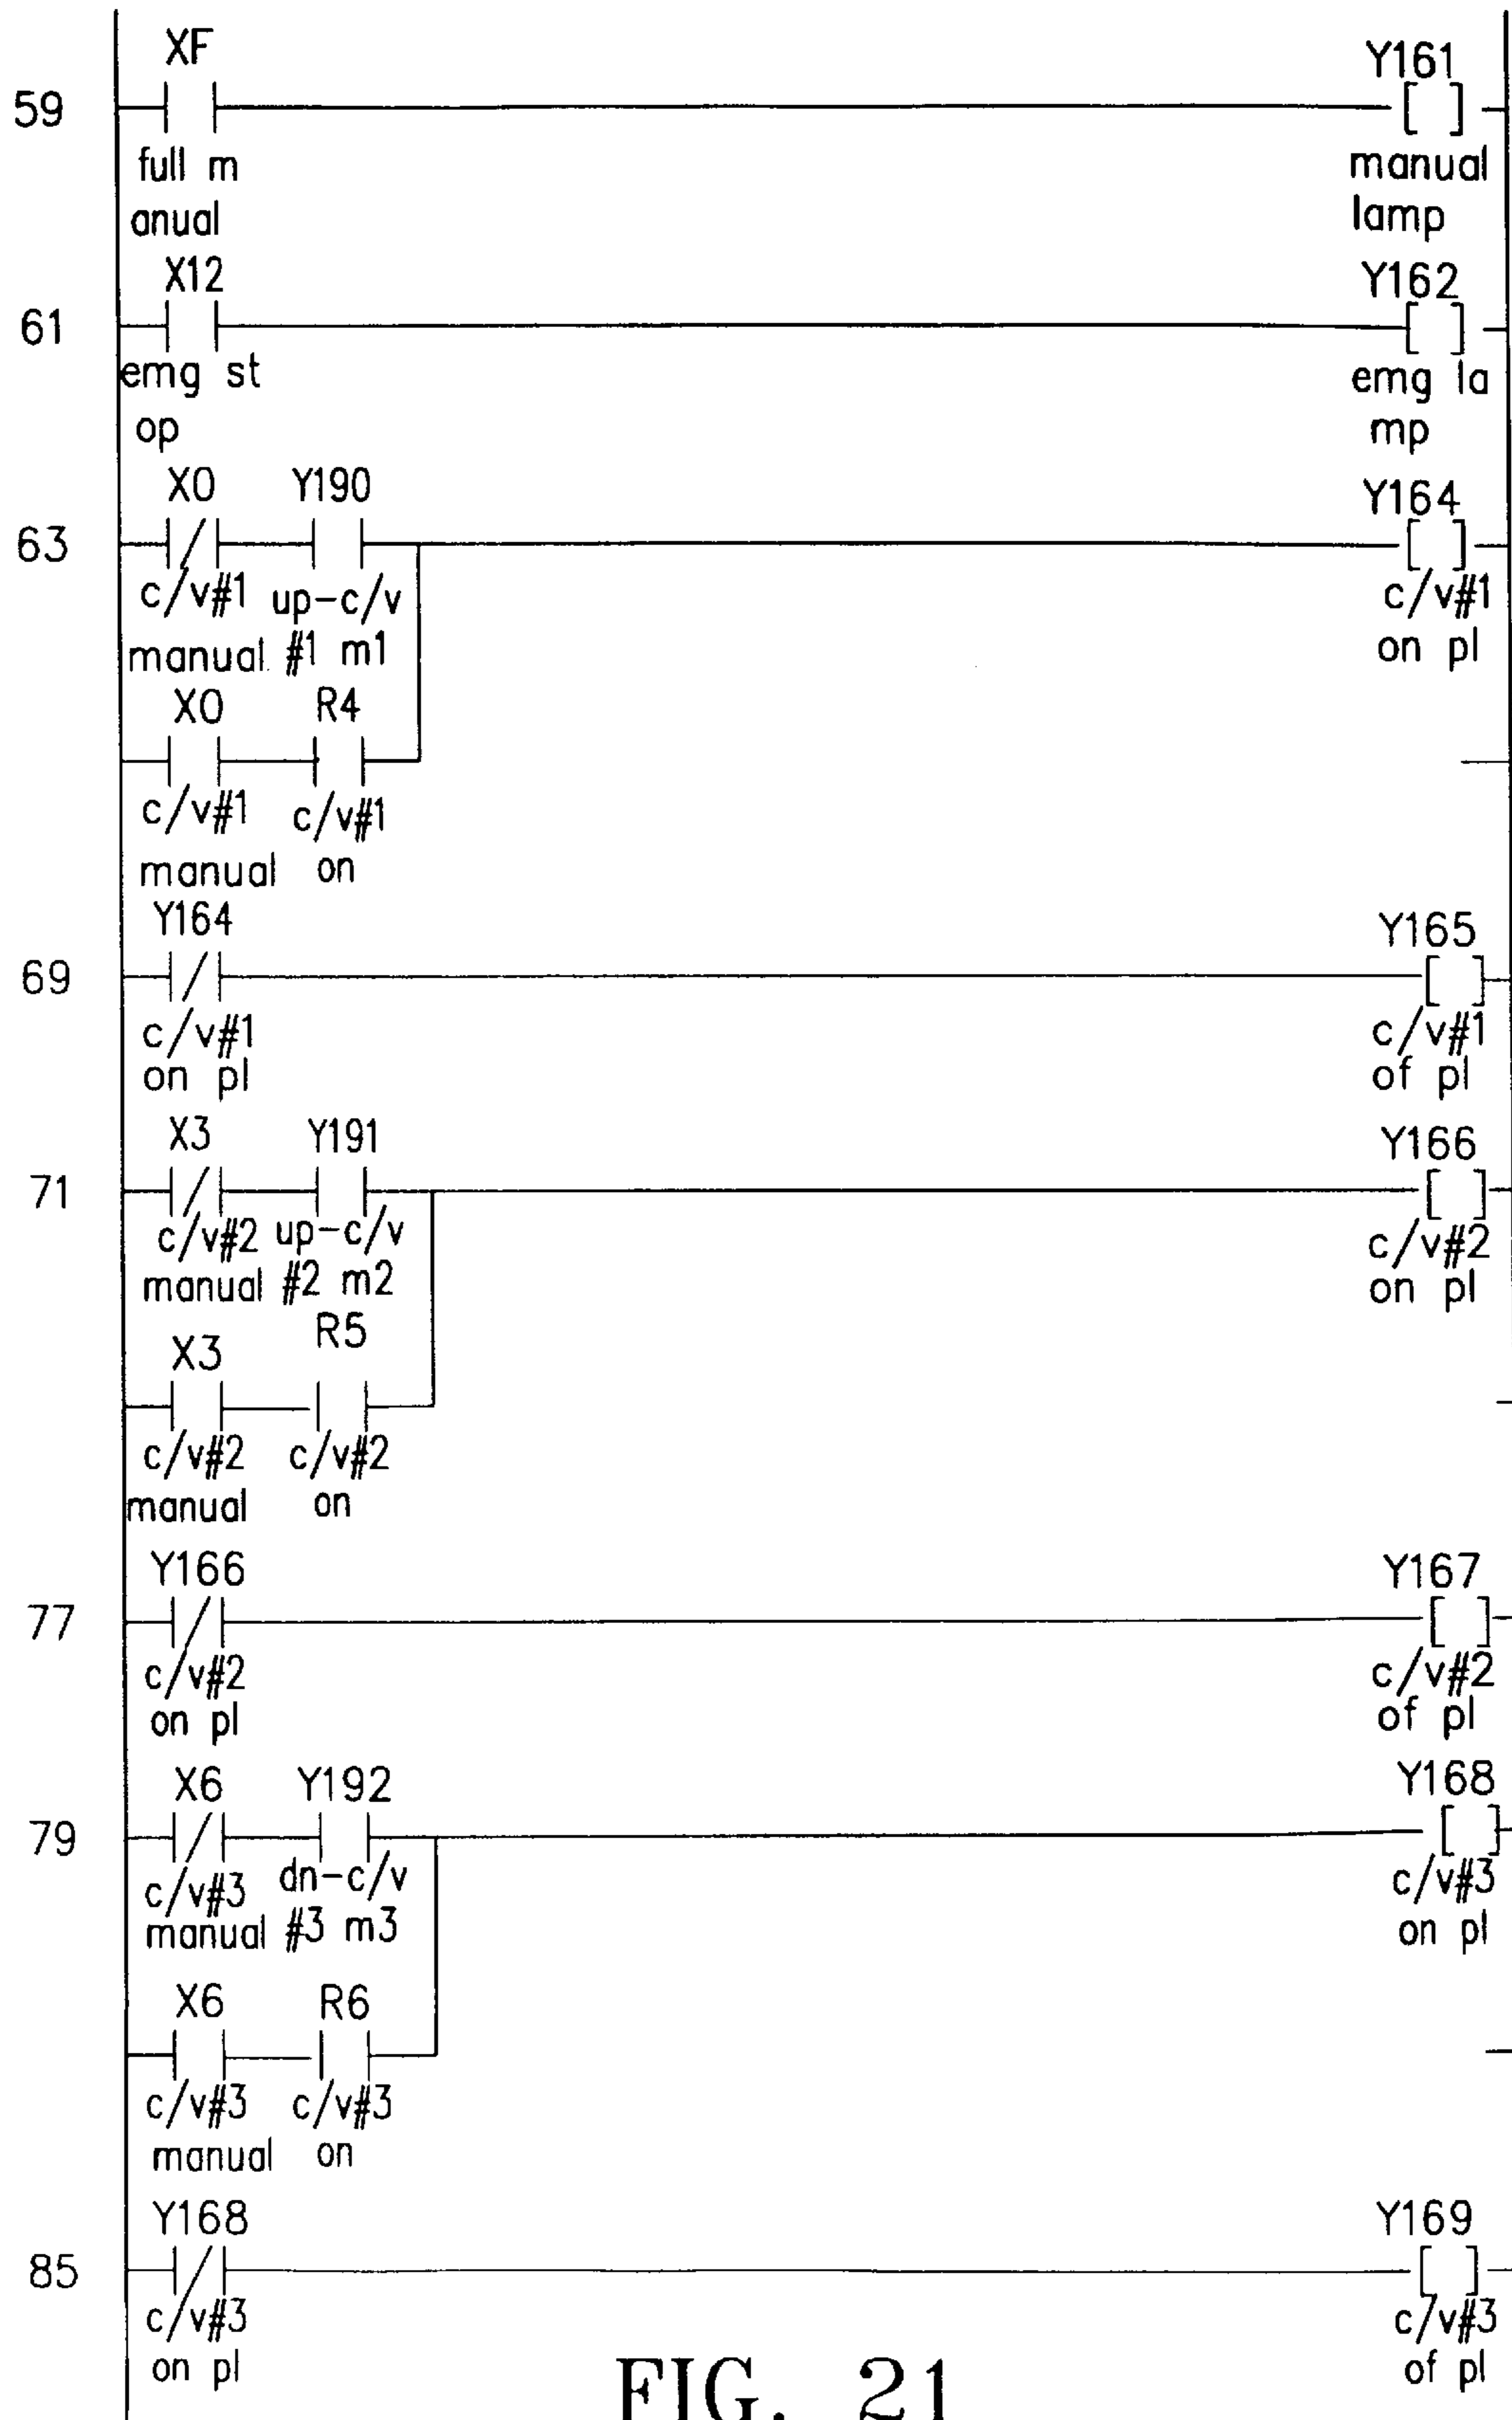 XF Y161
59 [ ]
full m manual
anual lamp
X12 Y162
61 [ ]
emg st emg la
op mp
X0 Y190 Y164
63 [ ]
c/v#1 up-c/v c/v#1
manual #1 m1 on pl
X0 R4
c/v#1 c/v#1
manual on
Y164 Y165
69 [ ]
c/v#1 c/v#1
on pl of pl
X3 Y191 Y166
71 [ ]
c/v#2 up-c/v c/v#2
manual #2 m2 on pl
X3 R5
c/v#2 c/v#2
manual on
Y166 Y167
77 [ ]
c/v#2 c/v#2
on pl of pl
X6 Y192 Y168
79 [ ]
c/v#3 dn-c/v c/v#3
manual #3 m3 on pl
X6 R6
c/v#3 c/v#3
manual on
Y168 Y169
85 [ ]
c/v#3 c/v#3
on pl of pl
FIG. 21